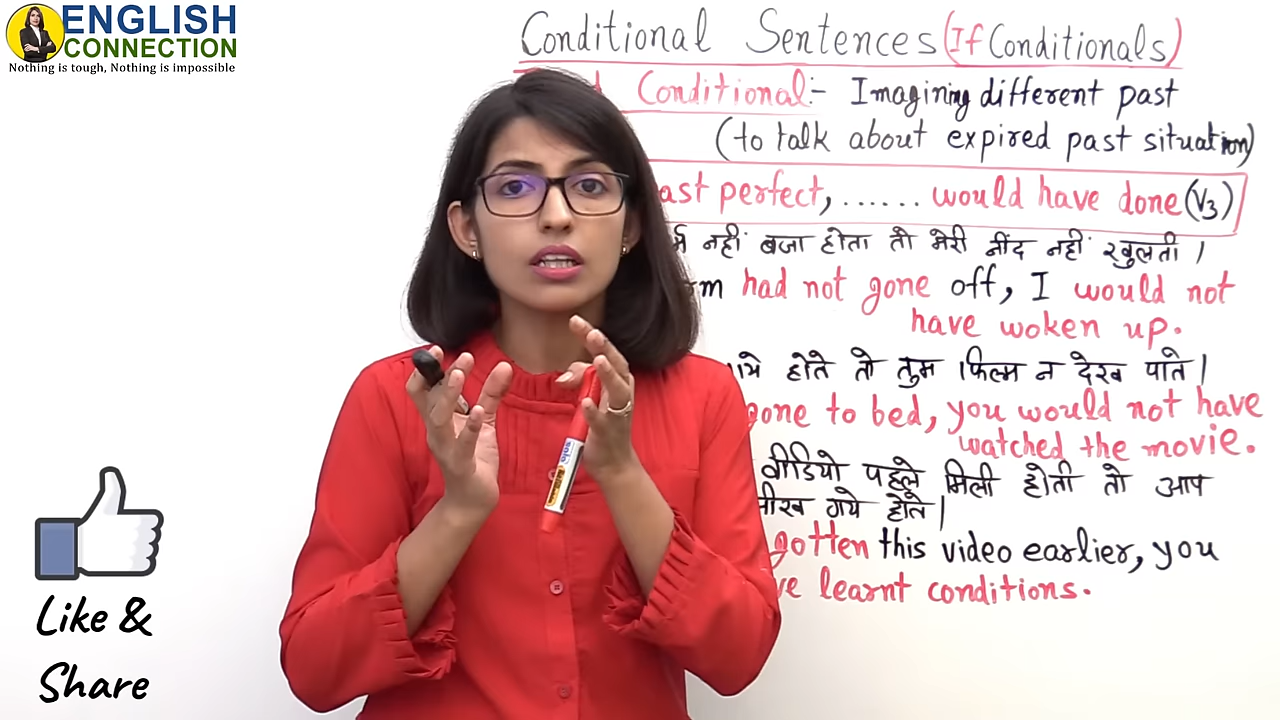 ENGLISH
CONNECTION
Nothing is tough, Nothing is impossible
Conditional Sentences (If Conditionals)
Conditional:- Imagining different past
(to talk about expired past situation)
ast perfect, ...... would have done (V3)
नहीं बजा होता तो मेरी नींद नहीं खुलती।
rm had not gone off, I would not
have woken up.
गये होते तो तुम फिल्म न देख पाते।
gone to bed, you would not have
watched the movie.
वीडियो पहले मिली होती तो आप
सीख गये होते।
gotten this video earlier, you
ve learnt conditions.
Like &
Share